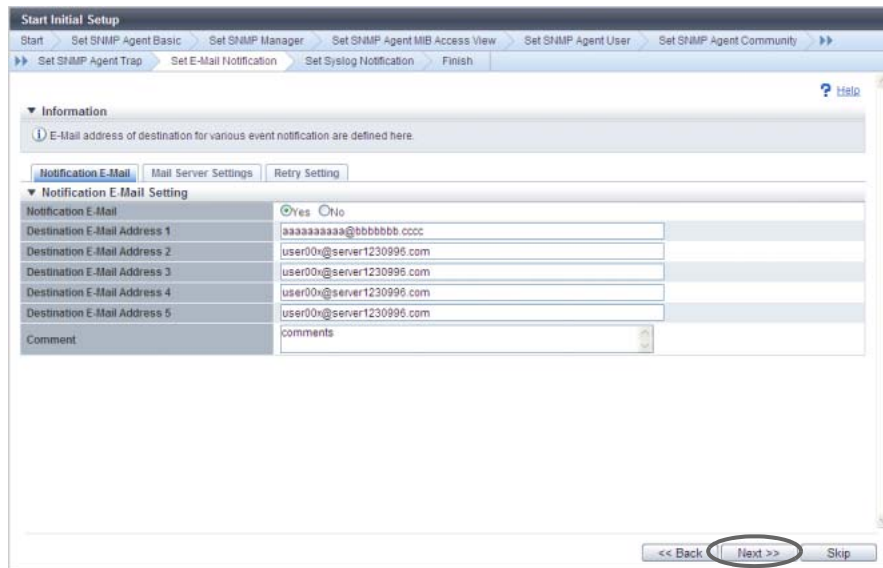 Start Initial Setup
Start Set SNMP Agent Basic Set SNMP Manager Set SNMP Agent MIB Access View Set SNMP Agent User Set SNMP Agent Community
Set SNMP Agent Trap Set E-Mail Notification Set Syslog Notification Finish
? Help
▼ Information
E-Mail address of destination for various event notification are defined here.
Notification E-Mail Mail Server Settings Retry Setting
▼ Notification E-Mail Setting
Notification E-Mail Yes No
Destination E-Mail Address 1 aaaaaaaaaa@bbbbbbb.cccc
Destination E-Mail Address 2 user00x@server1230996.com
Destination E-Mail Address 3 user00x@server1230996.com
Destination E-Mail Address 4 user00x@server1230996.com
Destination E-Mail Address 5 user00x@server1230996.com
Comment comments
<< Back Next >> Skip